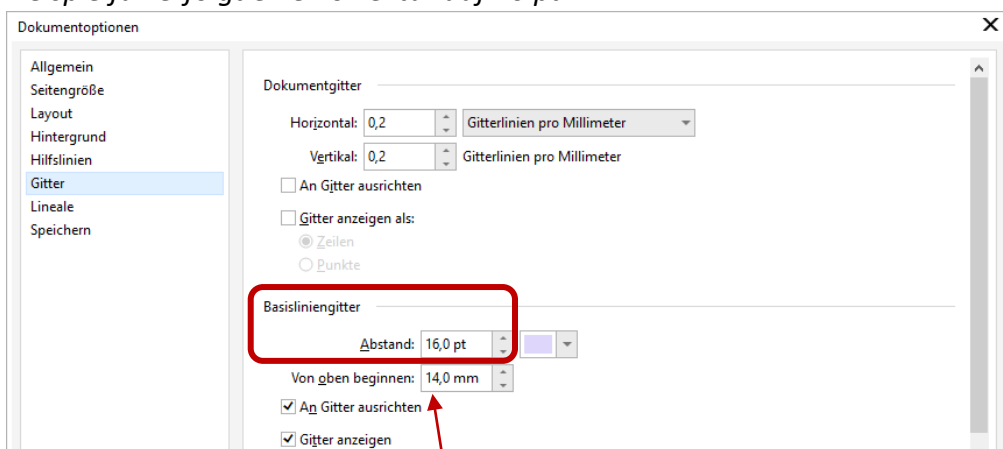 Dokumentoptionen
Allgemein
Seitengröße
Layout
Hintergrund
Hilfslinien
Gitter
Lineale
Speichern
Dokumentgitter
Horizontal: 0,2 Gitterlinien pro Millimeter
Vertikal: 0,2 Gitterlinien pro Millimeter
An Gitter ausrichten
Gitter anzeigen als:
Zeilen
Punkte
Basisliniengitter
Abstand: 16,0 pt
Von oben beginnen: 14,0 mm
An Gitter ausrichten
Gitter anzeigen